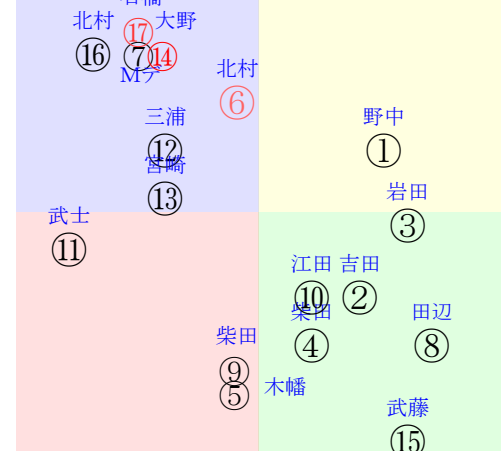 北村
大野
⑰
⑯
⑦
⑭
Mデ
北村
⑥
三浦
野中
⑫
①
宮崎
⑬
岩田
③
武士
⑪
江田
吉田
⑩
②
柴田
田辺
④
⑧
柴田
⑨
⑤
木幡
武藤
⑮